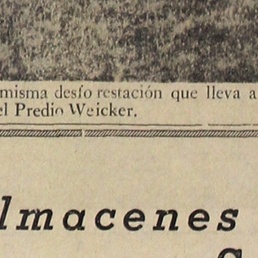 misma desfo restación que lleva a
el Predio Weicker.
lmacenes